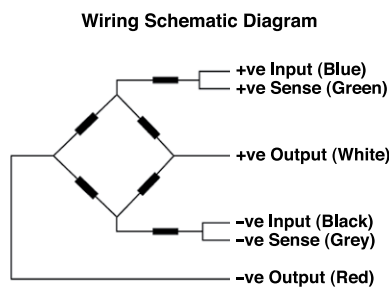 Wiring Schematic Diagram
+ve Input (Blue)
+ve Sense (Green)
+ve Output (White)
−ve Input (Black)
−ve Sense (Grey)
−ve Output (Red)